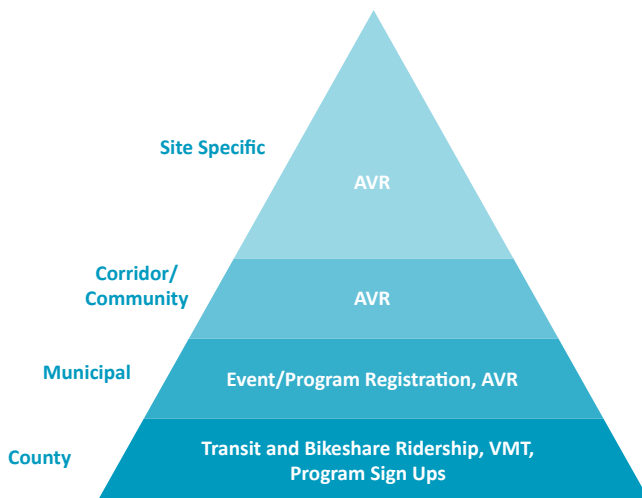 Site Specific
AVR
Corridor/
Community
AVR
Municipal
Event/Program Registration, AVR
County
Transit and Bikeshare Ridership, VMT,
Program Sign Ups